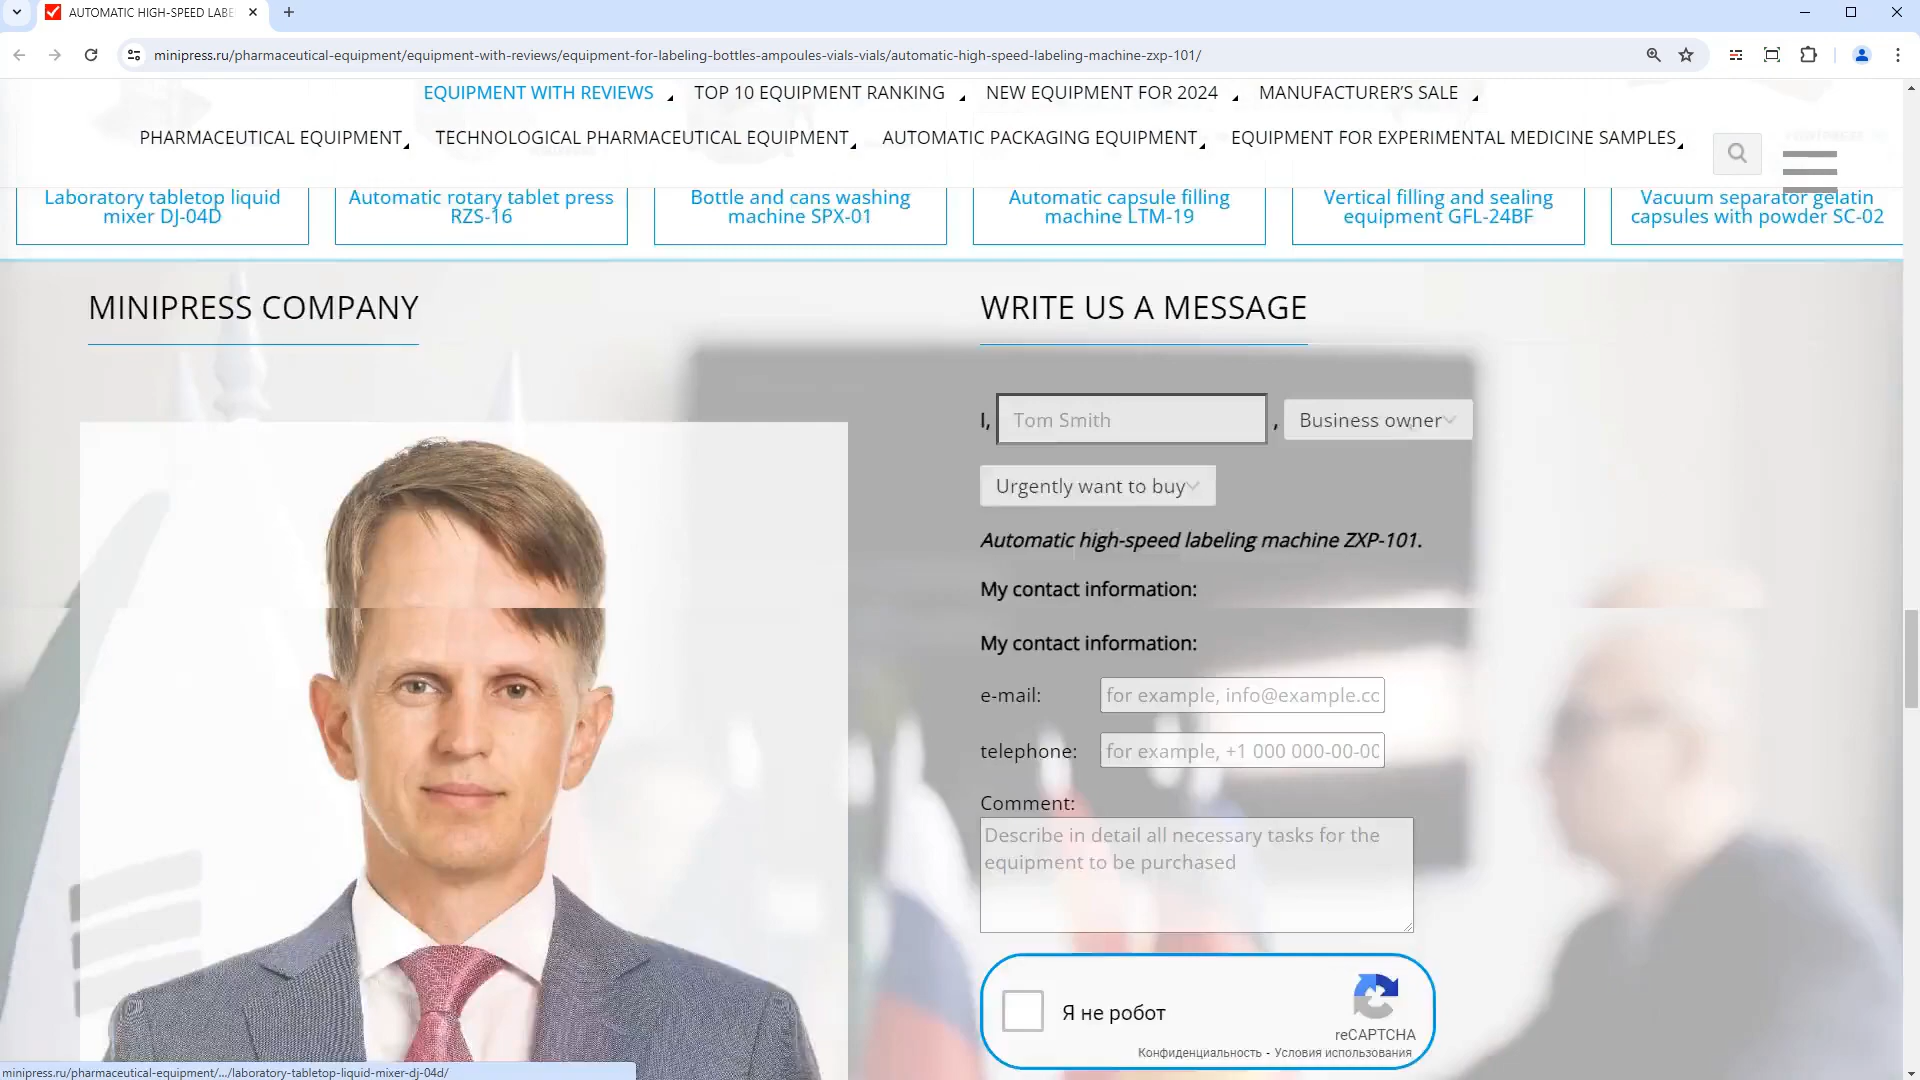 AUTOMATIC HIGH-SPEED LABE
minipress.ru/pharmaceutical-equipment/equipment-with-reviews/equipment-for-labeling-bottles-ampoules-vials-vials/automatic-high-speed-labeling-machine-zxp-101/
EQUIPMENT WITH REVIEWS TOP 10 EQUIPMENT RANKING NEW EQUIPMENT FOR 2024 MANUFACTURER'S SALE
PHARMACEUTICAL EQUIPMENT TECHNOLOGICAL PHARMACEUTICAL EQUIPMENT AUTOMATIC PACKAGING EQUIPMENT EQUIPMENT FOR EXPERIMENTAL MEDICINE SAMPLES
Laboratory tabletop liquid
mixer DJ-04D
Automatic rotary tablet press
RZS-16
Bottle and cans washing
machine SPX-01
Automatic capsule filling
machine LTM-19
Vertical filling and sealing
equipment GFL-24BF
Vacuum separator gelatin
capsules with powder SC-02
MINIPRESS COMPANY
WRITE US A MESSAGE
I, Tom Smith , Business owner
Urgently want to buy
Automatic high-speed labeling machine ZXP-101.
My contact information:
My contact information:
e-mail: for example, info@example.cc
telephone: for example, +1 000 000-00-00
Comment:
Describe in detail all necessary tasks for the
equipment to be purchased
Я не робот
reCAPTCHA
Конфиденциальность - Условия использования
minipress.ru/pharmaceutical-equipment/.../laboratory-tabletop-liquid-mixer-dj-04d/